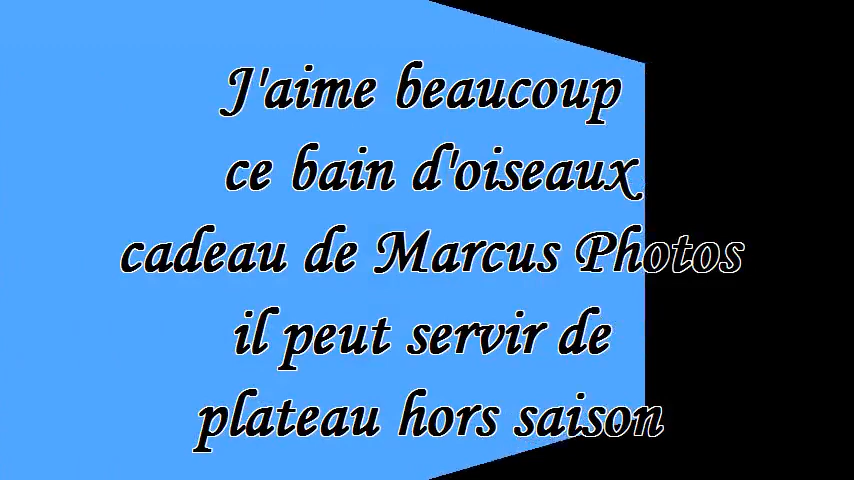 J'aime beaucoup
ce bain d'oiseaux
cadeau de Marcus Photos
il peut servir de
plateau hors saison